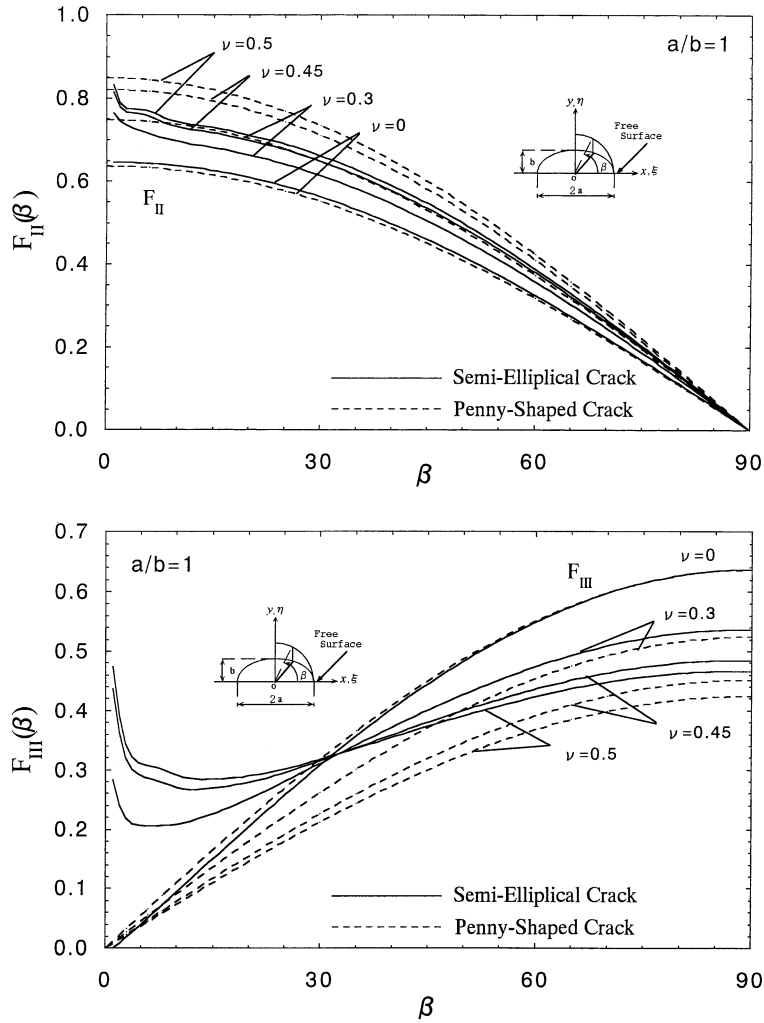 1.0
0.8
0.6
0.4
0.2
0.0
F_II(β)
a/b=1
ν=0.5
ν=0.45
ν=0.3
ν=0
F_II
y,η
Free
Surface
b
β
o
x,ξ
2a
Semi-Elliptical Crack
Penny-Shaped Crack
0
30
60
90
β
0.7
0.6
0.5
0.4
0.3
0.2
0.1
0.0
F_III(β)
a/b=1
F_III
ν=0
ν=0.3
ν=0.45
ν=0.5
y,η
Free
Surface
b
β
o
x,ξ
2a
Semi-Elliptical Crack
Penny-Shaped Crack
0
30
60
90
β